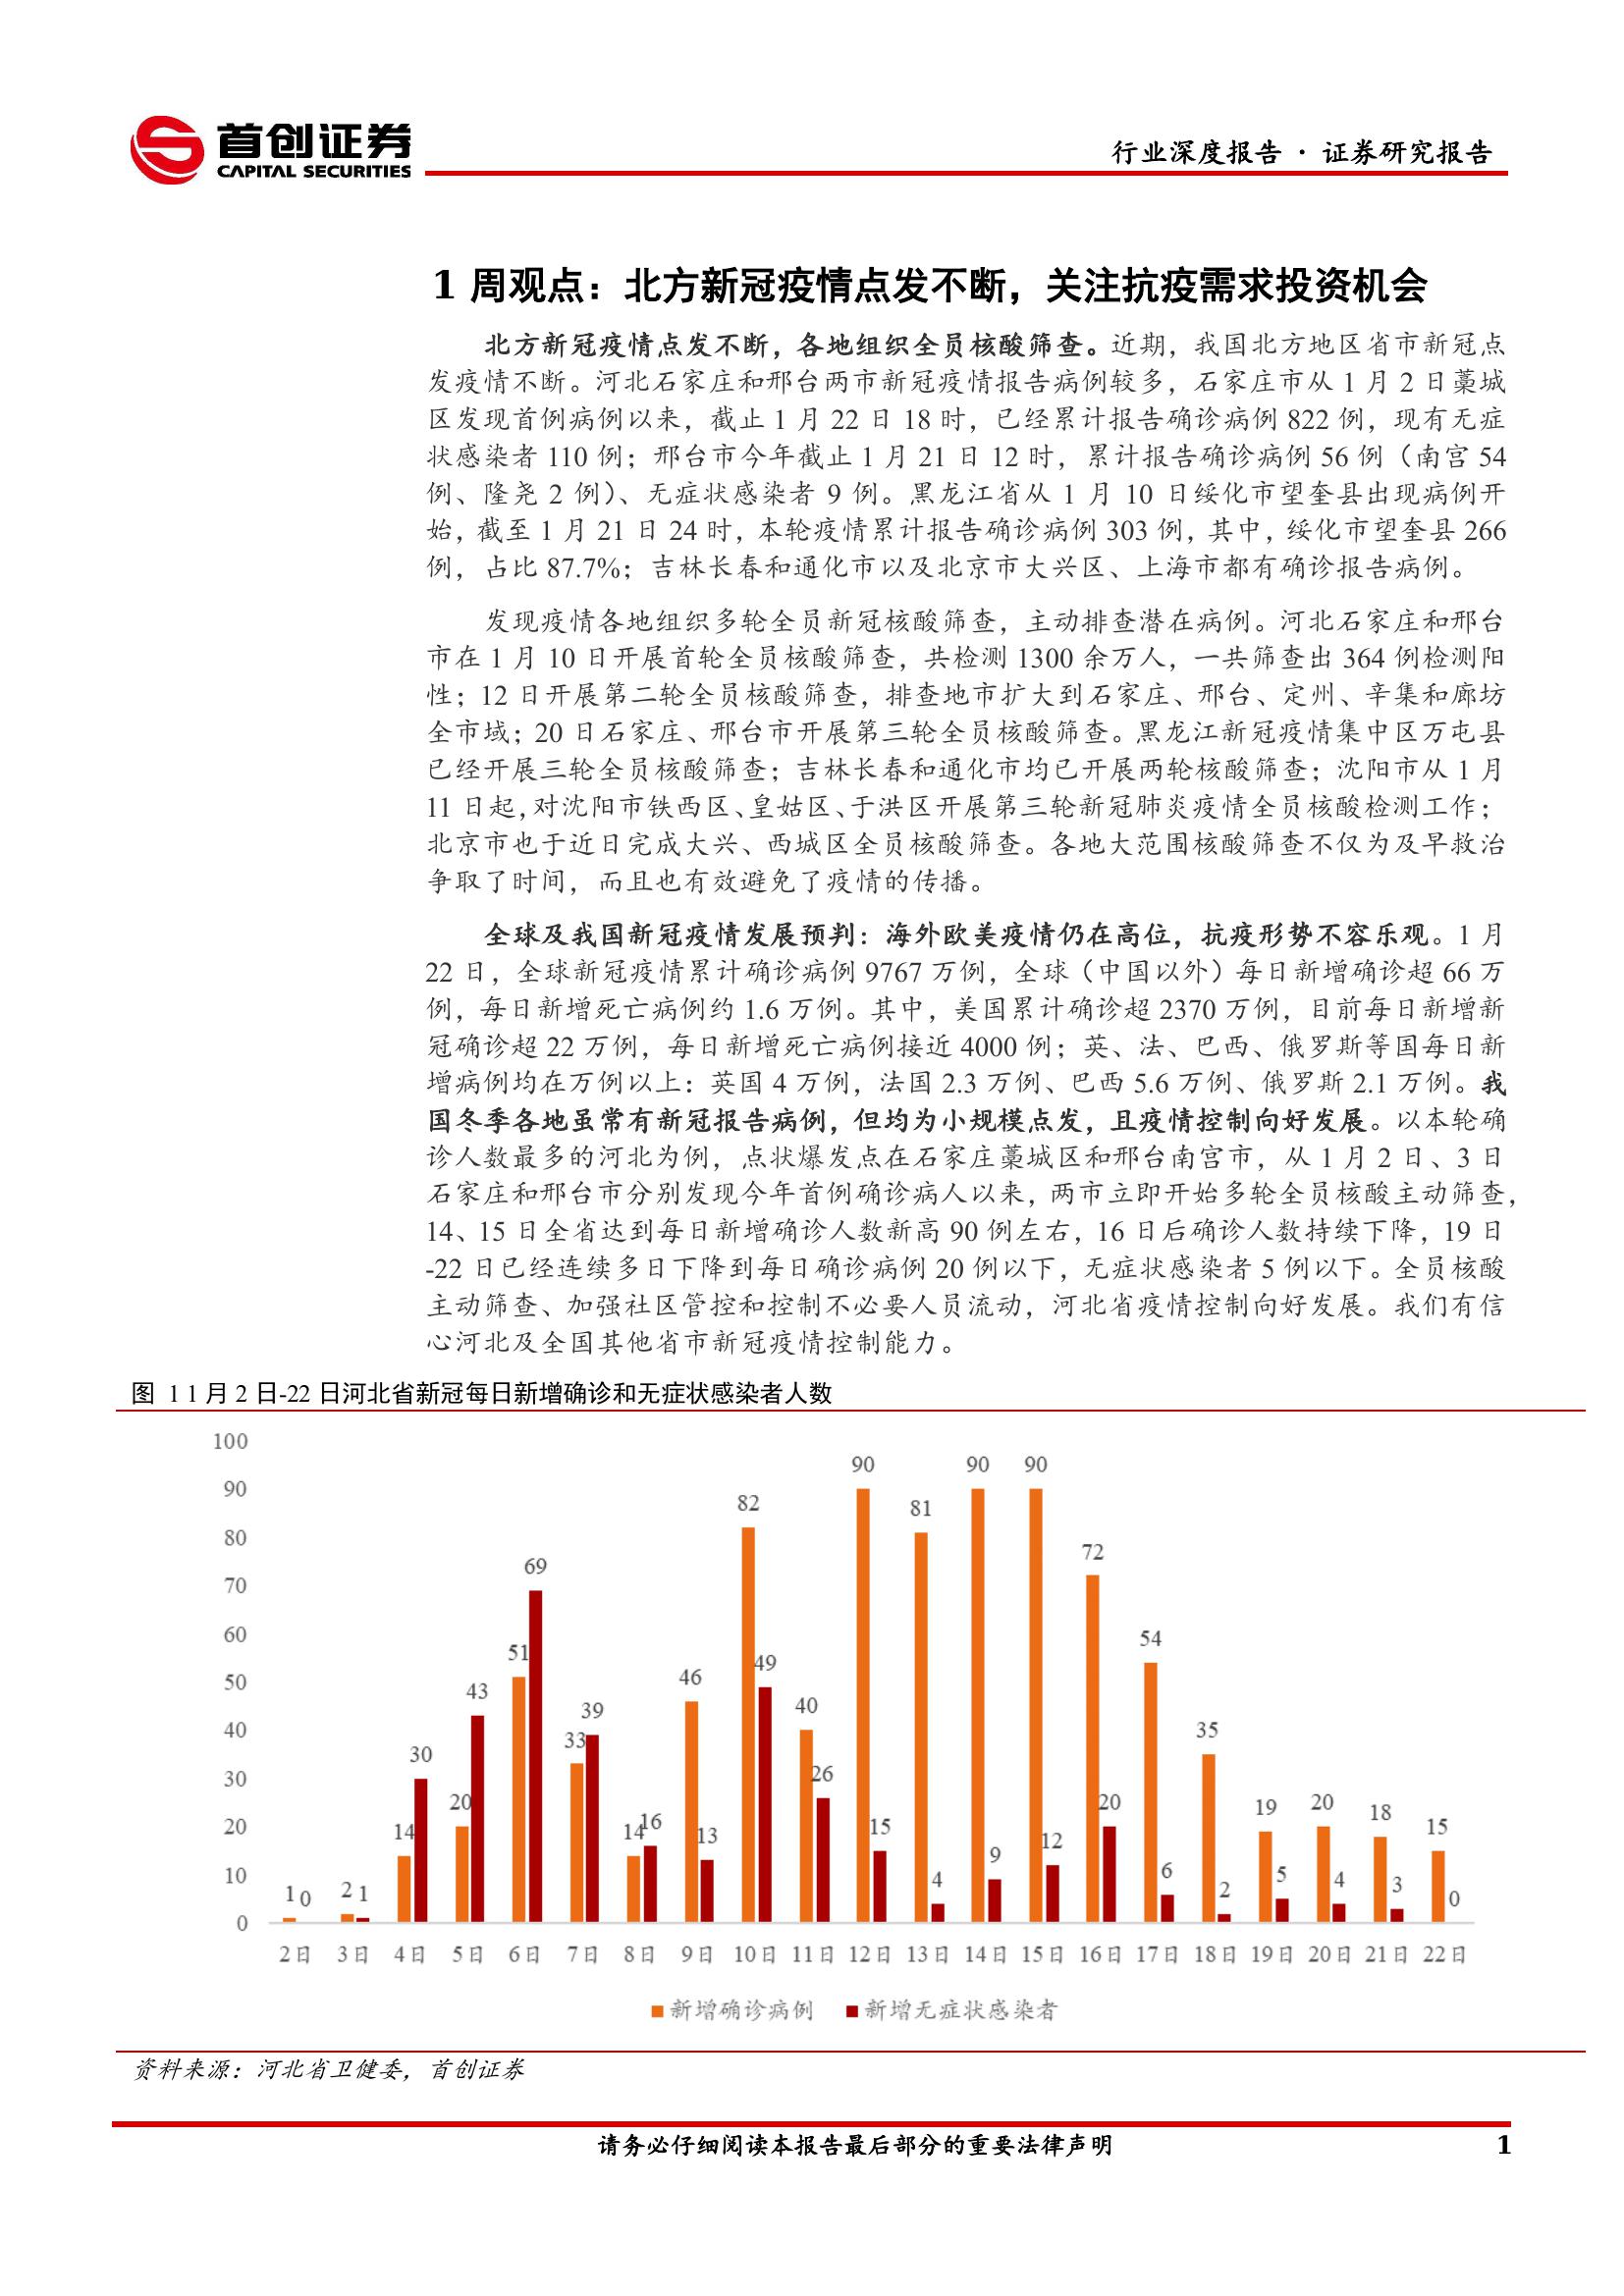 首创证券
CAPITAL SECURITIES
行业深度报告 · 证券研究报告
1 周观点：北方新冠疫情点发不断，关注抗疫需求投资机会
北方新冠疫情点发不断，各地组织全员核酸筛查。近期，我国北方地区省市新冠点
发疫情不断。河北石家庄和邢台两市新冠疫情报告病例较多，石家庄市从 1 月 2 日藁城
区发现首例病例以来，截止 1 月 22 日 18 时，已经累计报告确诊病例 822 例，现有无症
状感染者 110 例；邢台市今年截止 1 月 21 日 12 时，累计报告确诊病例 56 例（南宫 54
例、隆尧 2 例）、无症状感染者 9 例。黑龙江省从 1 月 10 日绥化市望奎县出现病例开
始，截至 1 月 21 日 24 时，本轮疫情累计报告确诊病例 303 例，其中，绥化市望奎县 266
例，占比 87.7%；吉林长春和通化市以及北京市大兴区、上海市都有确诊报告病例。
发现疫情各地组织多轮全员新冠核酸筛查，主动排查潜在病例。河北石家庄和邢台
市在 1 月 10 日开展首轮全员核酸筛查，共检测 1300 余万人，一共筛查出 364 例检测阳
性；12 日开展第二轮全员核酸筛查，排查地市扩大到石家庄、邢台、定州、辛集和廊坊
全市域；20 日石家庄、邢台市开展第三轮全员核酸筛查。黑龙江新冠疫情集中区万屯县
已经开展三轮全员核酸筛查；吉林长春和通化市均已开展两轮核酸筛查；沈阳市从 1 月
11 日起，对沈阳市铁西区、皇姑区、于洪区开展第三轮新冠肺炎疫情全员核酸检测工作；
北京市也于近日完成大兴、西城区全员核酸筛查。各地大范围核酸筛查不仅为及早救治
争取了时间，而且也有效避免了疫情的传播。
全球及我国新冠疫情发展预判：海外欧美疫情仍在高位，抗疫形势不容乐观。1 月
22 日，全球新冠疫情累计确诊病例 9767 万例，全球（中国以外）每日新增确诊超 66 万
例，每日新增死亡病例约 1.6 万例。其中，美国累计确诊超 2370 万例，目前每日新增新
冠确诊超 22 万例，每日新增死亡病例接近 4000 例；英、法、巴西、俄罗斯等国每日新
增病例均在万例以上：英国 4 万例，法国 2.3 万例、巴西 5.6 万例、俄罗斯 2.1 万例。我
国冬季各地虽常有新冠报告病例，但均为小规模点发，且疫情控制向好发展。以本轮确
诊人数最多的河北为例，点状爆发点在石家庄藁城区和邢台南宫市，从 1 月 2 日、3 日
石家庄和邢台市分别发现今年首例确诊病人以来，两市立即开始多轮全员核酸主动筛查，
14、15 日全省达到每日新增确诊人数新高 90 例左右，16 日后确诊人数持续下降，19 日
-22 日已经连续多日下降到每日确诊病例 20 例以下，无症状感染者 5 例以下。全员核酸
主动筛查、加强社区管控和控制不必要人员流动，河北省疫情控制向好发展。我们有信
心河北及全国其他省市新冠疫情控制能力。
图 1 1 月 2 日-22 日河北省新冠每日新增确诊和无症状感染者人数
100
90
80
70
60
50
40
30
20
10
0
1 0 2 1 14 30 20 43 51 69 33 39 14 16 46 13 82 49 40 26 90 15 81 4 90 9 90 12 72 20 54 6 35 2 19 5 20 4 18 3 15 0
2日 3日 4日 5日 6日 7日 8日 9日 10日 11日 12日 13日 14日 15日 16日 17日 18日 19日 20日 21日 22日
新增确诊病例 新增无症状感染者
资料来源：河北省卫健委，首创证券
请务必仔细阅读本报告最后部分的重要法律声明 1